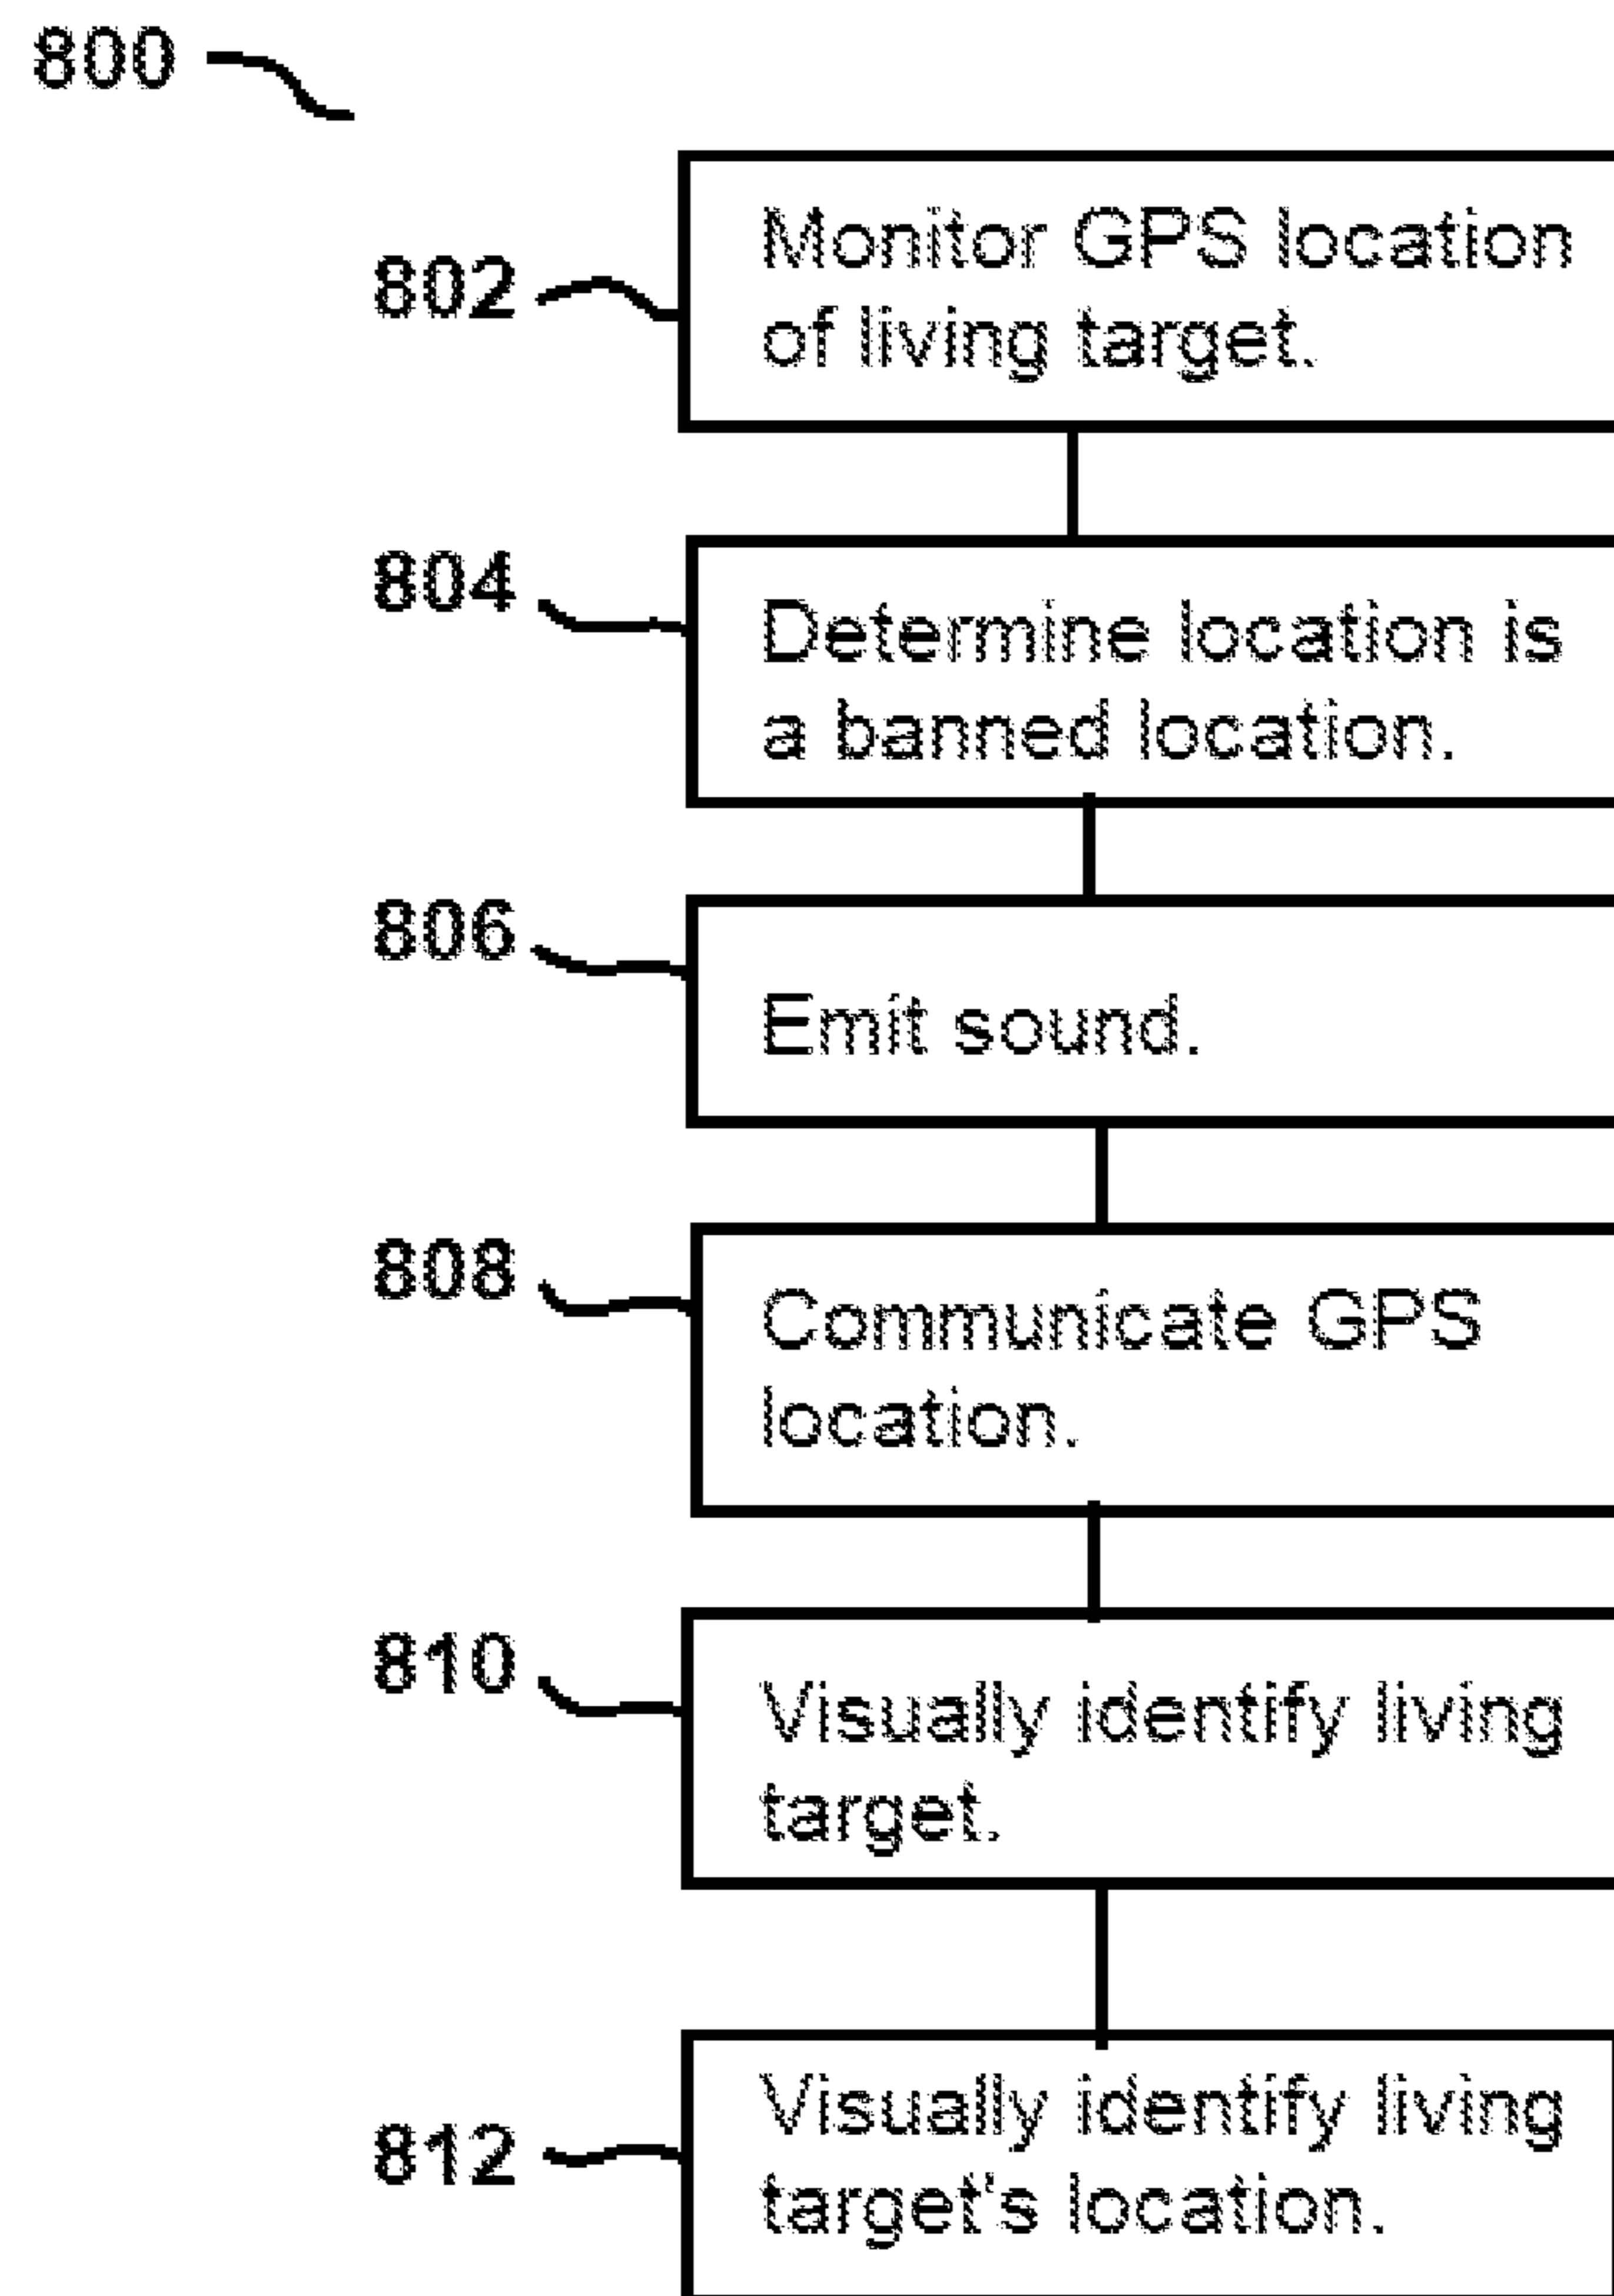 800
802
Monitor GPS location
of living target.
804
Determine location is
a banned location.
806
Emit sound.
808
Communicate GPS
location.
810
Visually identify living
target.
812
Visually identify living
target's location.